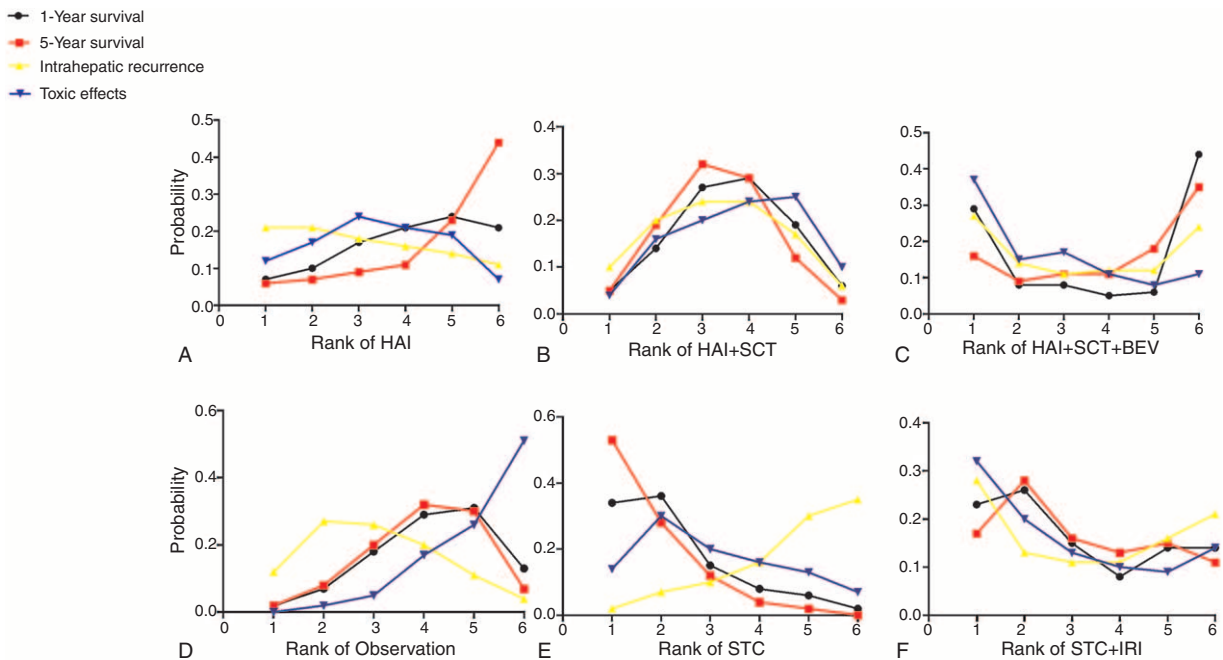 1-Year survival
5-Year survival
Intrahepatic recurrence
Toxic effects
Probability
0.5
0.4
0.3
0.2
0.1
0.0
0 1 2 3 4 5 6
A Rank of HAI
0.4
0.3
0.2
0.1
0.0
0 1 2 3 4 5 6
B Rank of HAI+SCT
0.5
0.4
0.3
0.2
0.1
0.0
0 1 2 3 4 5 6
C Rank of HAI+SCT+BEV
Probability
0.6
0.4
0.2
0.0
0 1 2 3 4 5 6
D Rank of Observation
0.6
0.4
0.2
0.0
0 1 2 3 4 5 6
E Rank of STC
0.4
0.3
0.2
0.1
0.0
0 1 2 3 4 5 6
F Rank of STC+IRI